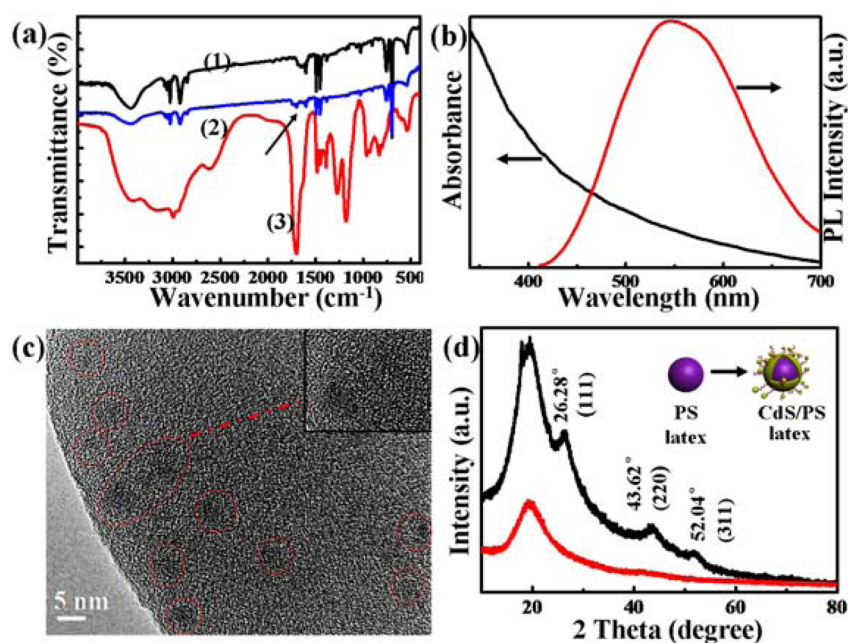 (a)
(1)
(2)
(3)
Transmittance (%)
3500 3000 2000 1500 1000 500
Wavenumber (cm-1)
(b)
Absorbance
PL Intensity (a.u.)
400 500 600 700
Wavelength (nm)
(c)
5 nm
(d)
26.28°
(111)
43.62°
(220)
52.04°
(311)
PS
latex
CdS/PS
latex
Intensity (a.u.)
20 40 60 80
2 Theta (degree)